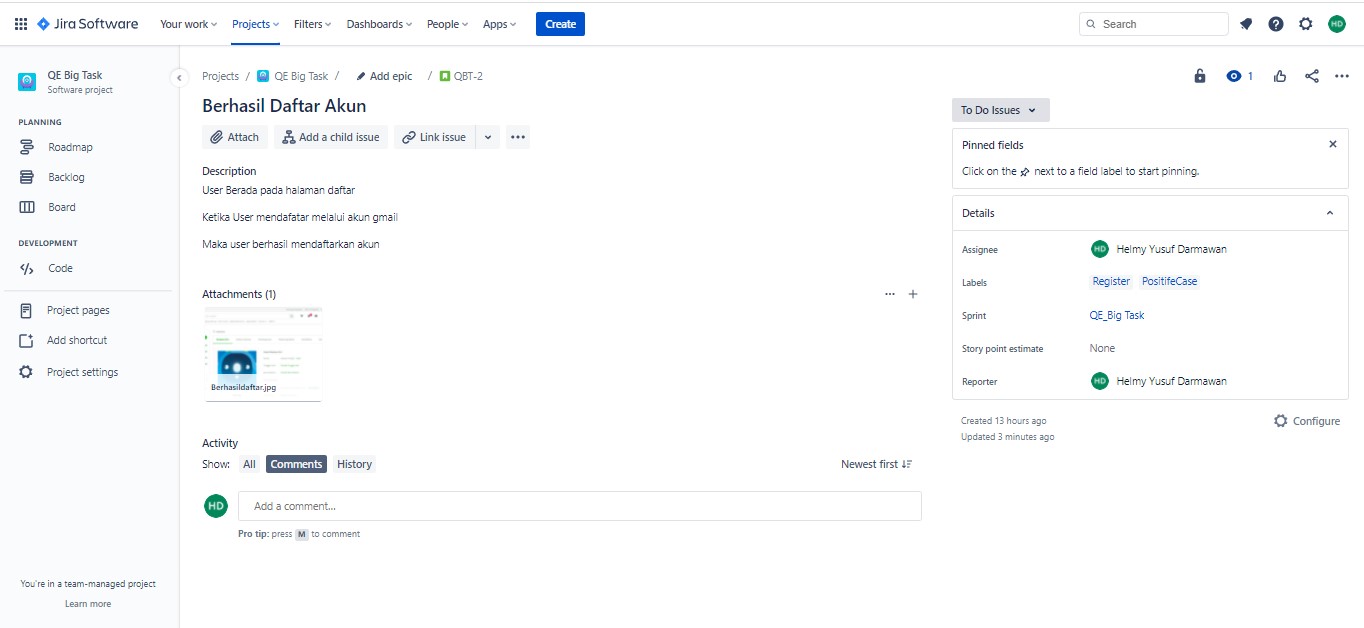 Jira Software Your work Projects Filters Dashboards People Apps Create Search HD
QE Big Task
Software project
PLANNING
Roadmap
Backlog
Board
DEVELOPMENT
Code
Project pages
Add shortcut
Project settings
You're in a team-managed project
Learn more
Projects / QE Big Task / Add epic / QBT-2
1
Berhasil Daftar Akun
Attach Add a child issue Link issue
Description
User Berada pada halaman daftar
Ketika User mendafatar melalui akun gmail
Maka user berhasil mendaftarkan akun
Attachments (1)
Berhasildaftar.jpg
Activity
Show: All Comments History Newest first
HD Add a comment...
Pro tip: press M to comment
To Do Issues
Pinned fields
Click on the next to a field label to start pinning.
Details
Assignee HD Helmy Yusuf Darmawan
Labels Register PositifeCase
Sprint QE_Big Task
Story point estimate None
Reporter HD Helmy Yusuf Darmawan
Created 13 hours ago Configure
Updated 3 minutes ago